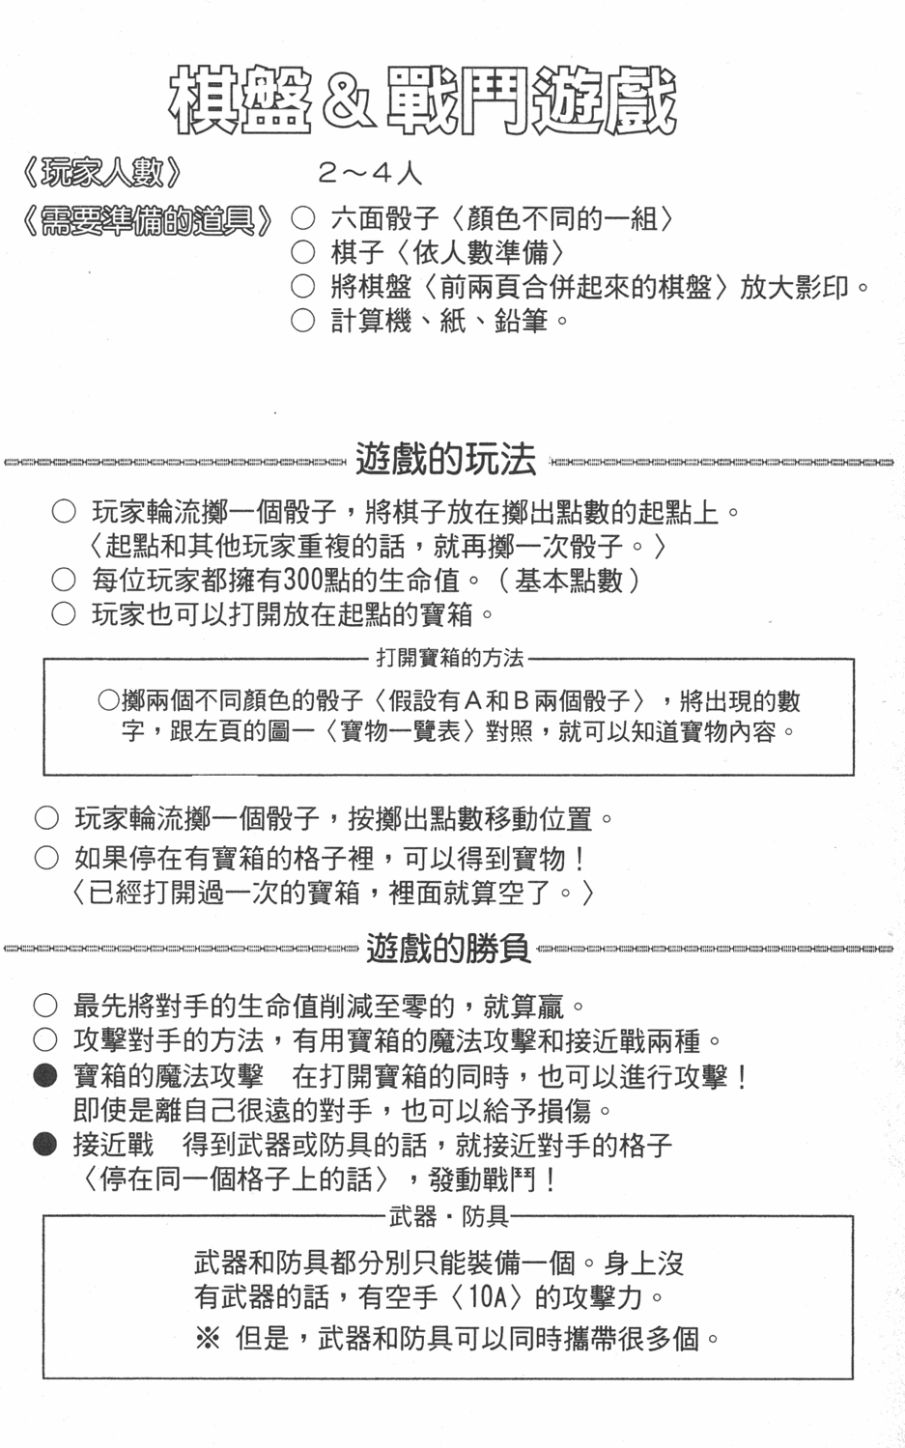 棋盤&戰鬥遊戲
《玩家人數》 2~4人
《需要準備的道具》○ 六面骰子〈顏色不同的一組〉
○ 棋子〈依人數準備〉
○ 將棋盤〈前兩頁合併起來的棋盤〉放大影印。
○ 計算機、紙、鉛筆。
遊戲的玩法
○ 玩家輪流擲一個骰子，將棋子放在擲出點數的起點上。
〈起點和其他玩家重複的話，就再擲一次骰子。〉
○ 每位玩家都擁有300點的生命值。（基本點數）
○ 玩家也可以打開放在起點的寶箱。
打開寶箱的方法
○擲兩個不同顏色的骰子〈假設有A和B兩個骰子〉，將出現的數
字，跟左頁的圖一〈寶物一覽表〉對照，就可以知道寶物內容。
○ 玩家輪流擲一個骰子，按擲出點數移動位置。
○ 如果停在有寶箱的格子裡，可以得到寶物！
〈已經打開過一次的寶箱，裡面就算空了。〉
遊戲的勝負
○ 最先將對手的生命值削減至零的，就算贏。
○ 攻擊對手的方法，有用寶箱的魔法攻擊和接近戰兩種。
● 寶箱的魔法攻擊 在打開寶箱的同時，也可以進行攻擊！
即使是離自己很遠的對手，也可以給予損傷。
● 接近戰 得到武器或防具的話，就接近對手的格子
〈停在同一個格子上的話〉，發動戰鬥！
武器・防具
武器和防具都分別只能裝備一個。身上沒
有武器的話，有空手〈10A〉的攻擊力。
※ 但是，武器和防具可以同時攜帶很多個。